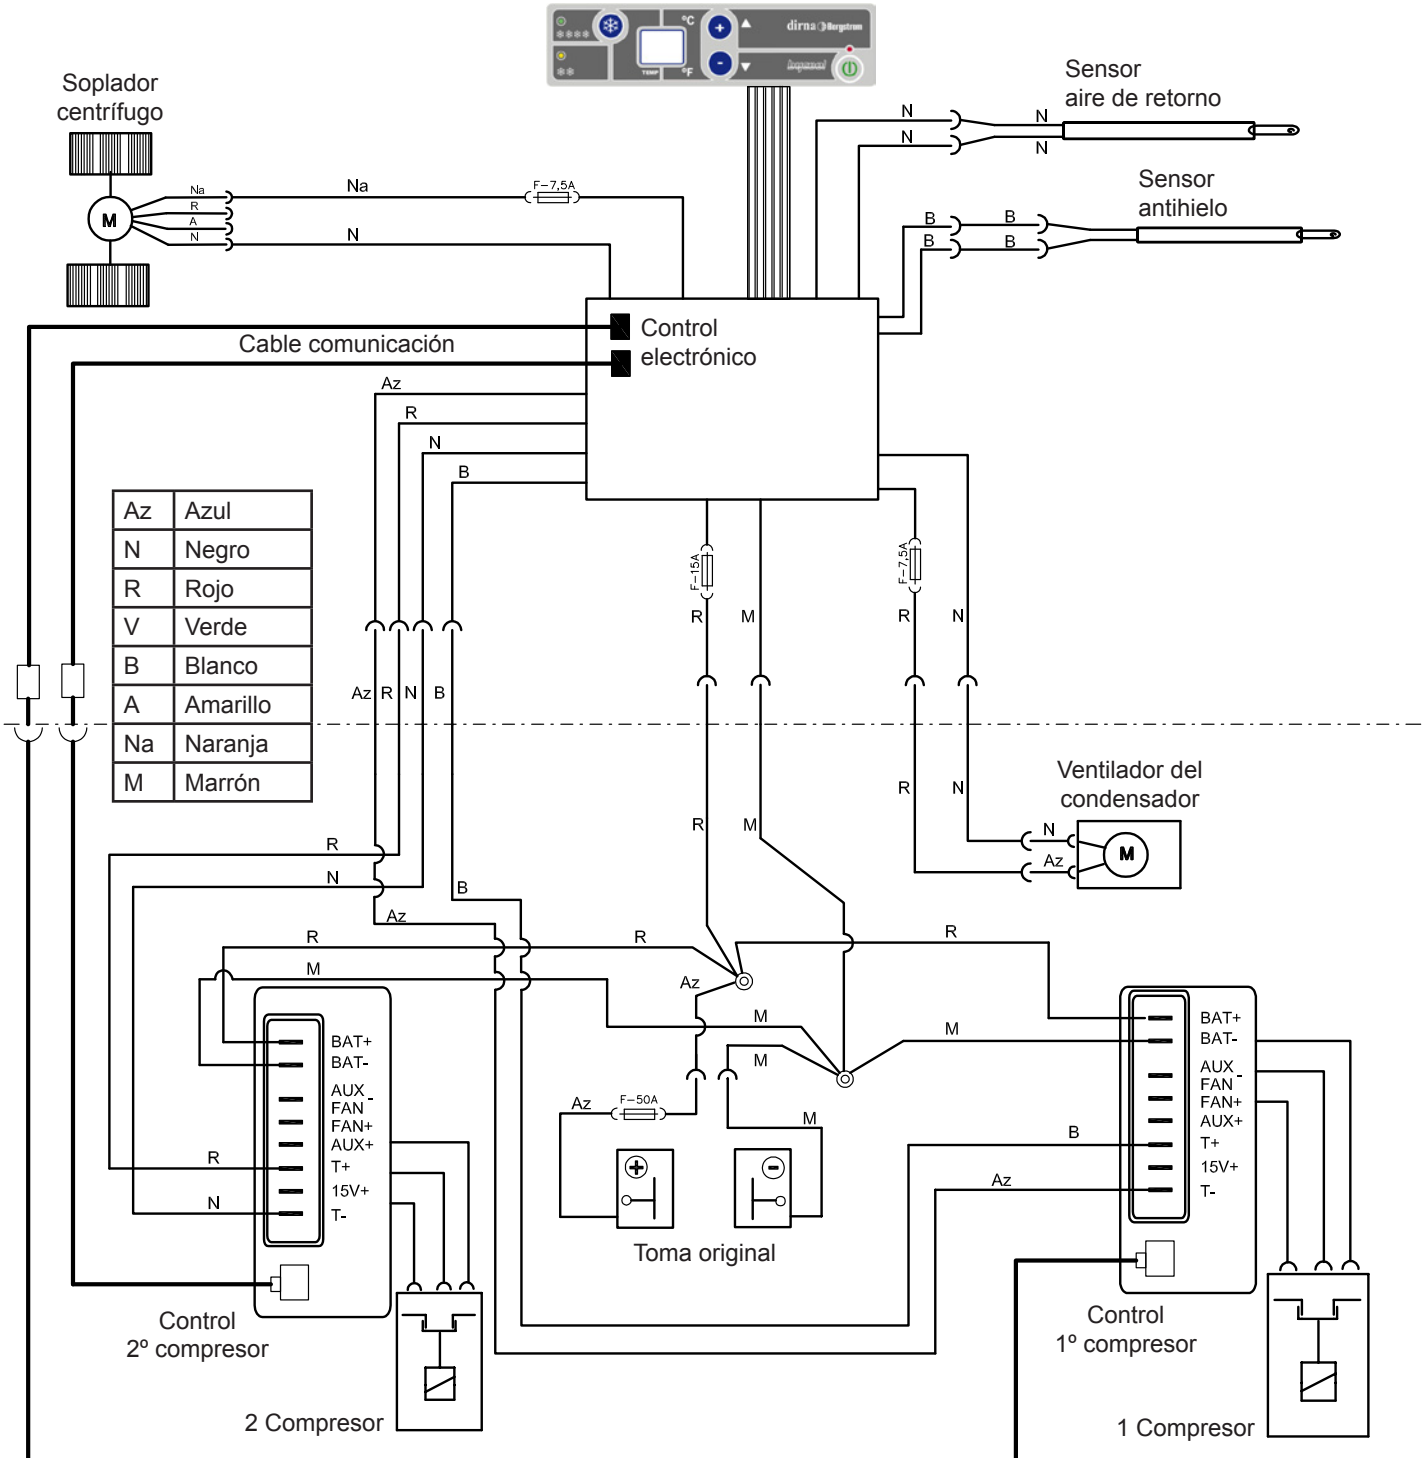 °C
dirna Bergstrom
TEMP
°F
Soplador
centrífugo
Sensor
aire de retorno
N
N
N
N
Sensor
antihielo
Na
R
A
N
Na
F-7,5A
N
M
B
B
B
B
Cable comunicación
Control
electrónico
Az
R
N
B
Az Azul
N Negro
R Rojo
V Verde
B Blanco
A Amarillo
Na Naranja
M Marrón
F-15A
F-7,5A
R
M
R
N
Az
R
N
B
R
N
R
M
Ventilador del
condensador
N
Az
M
R
N
B
Az
R
M
R
Az
R
M
M
M
BAT+
BAT-
AUX
FAN -
FAN+
AUX+
T+
15V+
T-
R
N
Az
F-50A
M
+
-
Toma original
BAT+
BAT-
AUX
FAN -
FAN+
AUX+
T+
15V+
T-
B
Az
Control
2º compresor
2 Compresor
Control
1º compresor
1 Compresor